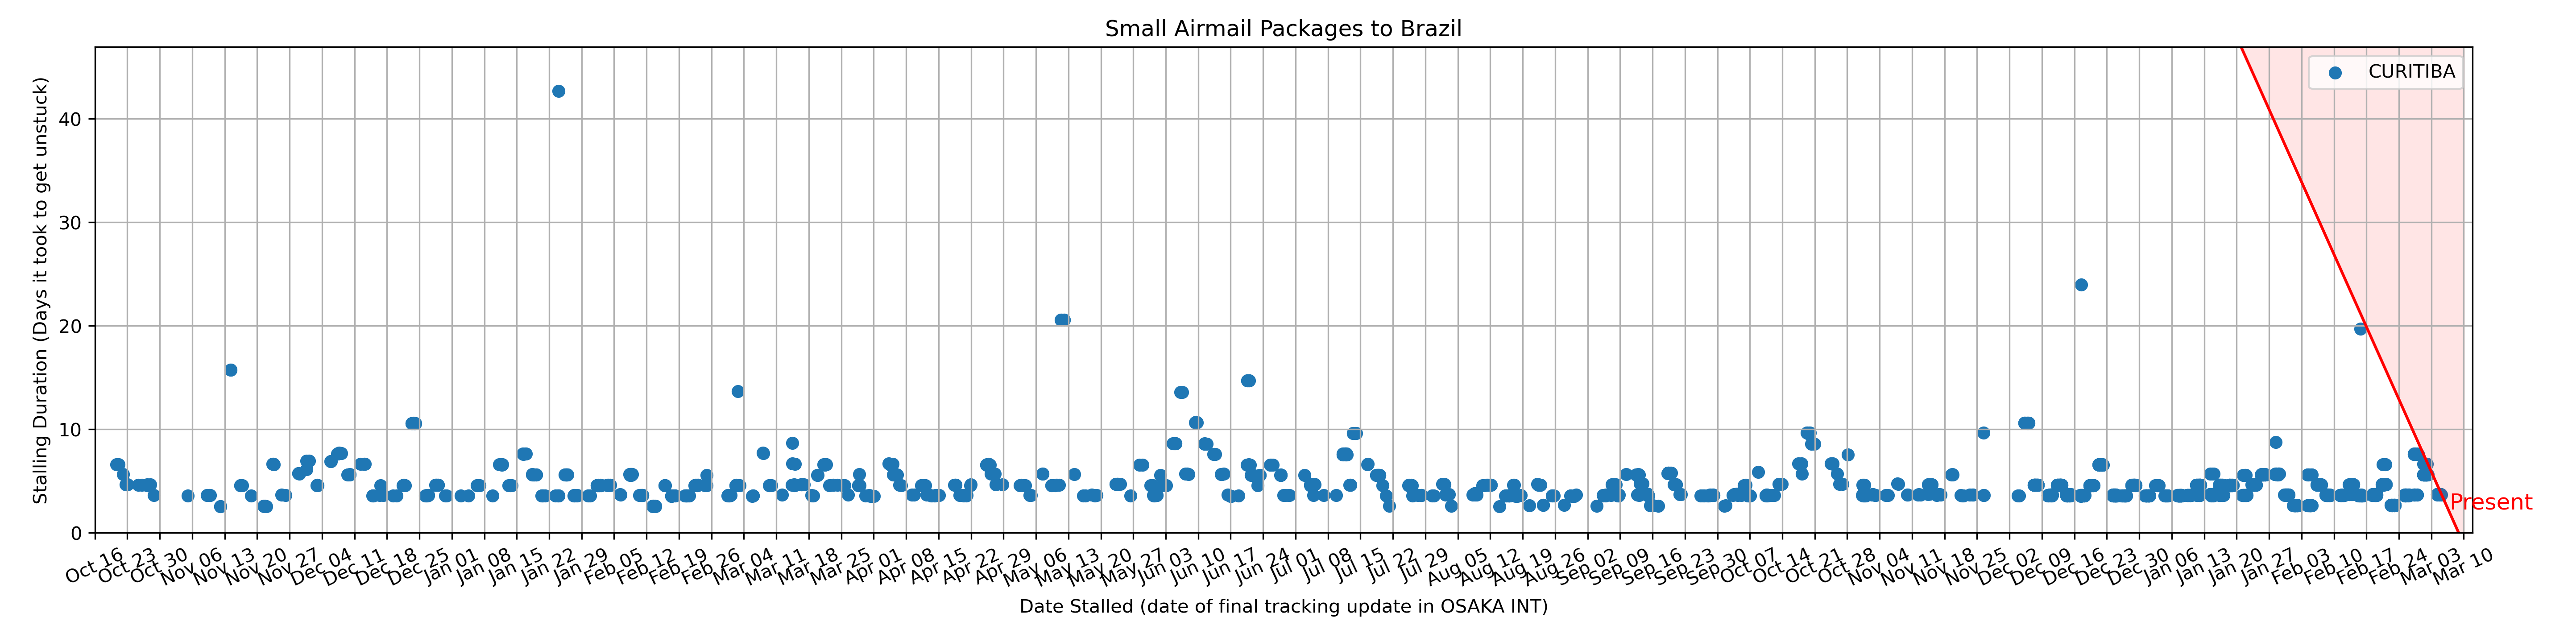 Small Airmail Packages to Brazil
CURITIBA
Stalling Duration (Days it took to get unstuck)
40
30
20
10
0
Present
Oct 16 Oct 23 Oct 30 Nov 06 Nov 13 Nov 20 Nov 27 Dec 04 Dec 11 Dec 18 Dec 25 Jan 01 Jan 08 Jan 15 Jan 22 Jan 29 Feb 05 Feb 12 Feb 19 Feb 26 Mar 04 Mar 11 Mar 18 Mar 25 Apr 01 Apr 08 Apr 15 Apr 22 Apr 29 May 06 May 13 May 20 May 27 Jun 03 Jun 10 Jun 17 Jun 24 Jul 01 Jul 08 Jul 15 Jul 22 Jul 29 Aug 05 Aug 12 Aug 19 Aug 26 Sep 02 Sep 09 Sep 16 Sep 23 Sep 30 Oct 07 Oct 14 Oct 21 Oct 28 Nov 04 Nov 11 Nov 18 Nov 25 Dec 02 Dec 09 Dec 16 Dec 23 Dec 30 Jan 06 Jan 13 Jan 20 Jan 27 Feb 03 Feb 10 Feb 17 Feb 24 Mar 03 Mar 10
Date Stalled (date of final tracking update in OSAKA INT)